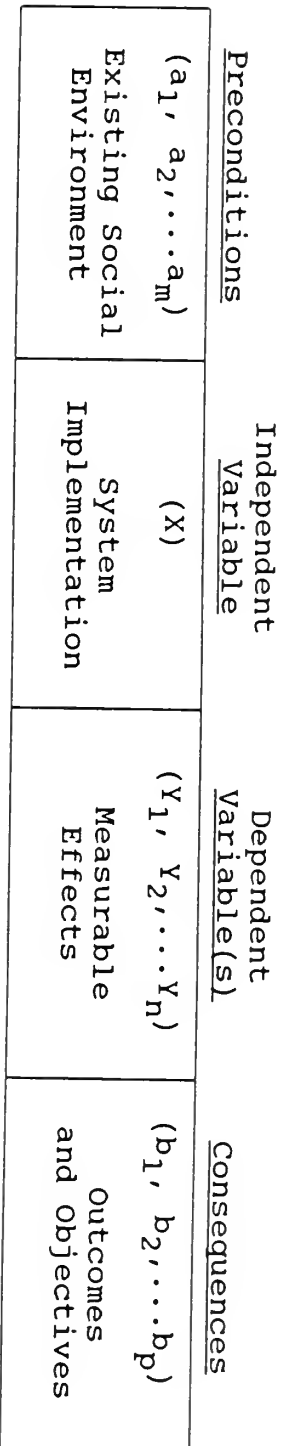 Preconditions
(a1, a2,...am)
Existing Social
Environment
Independent
Variable
(X)
System
Implementation
Dependent
Variable(s)
(Y1, Y2,...Yn)
Measurable
Effects
Consequences
(b1, b2,...bp)
Outcomes
and Objectives